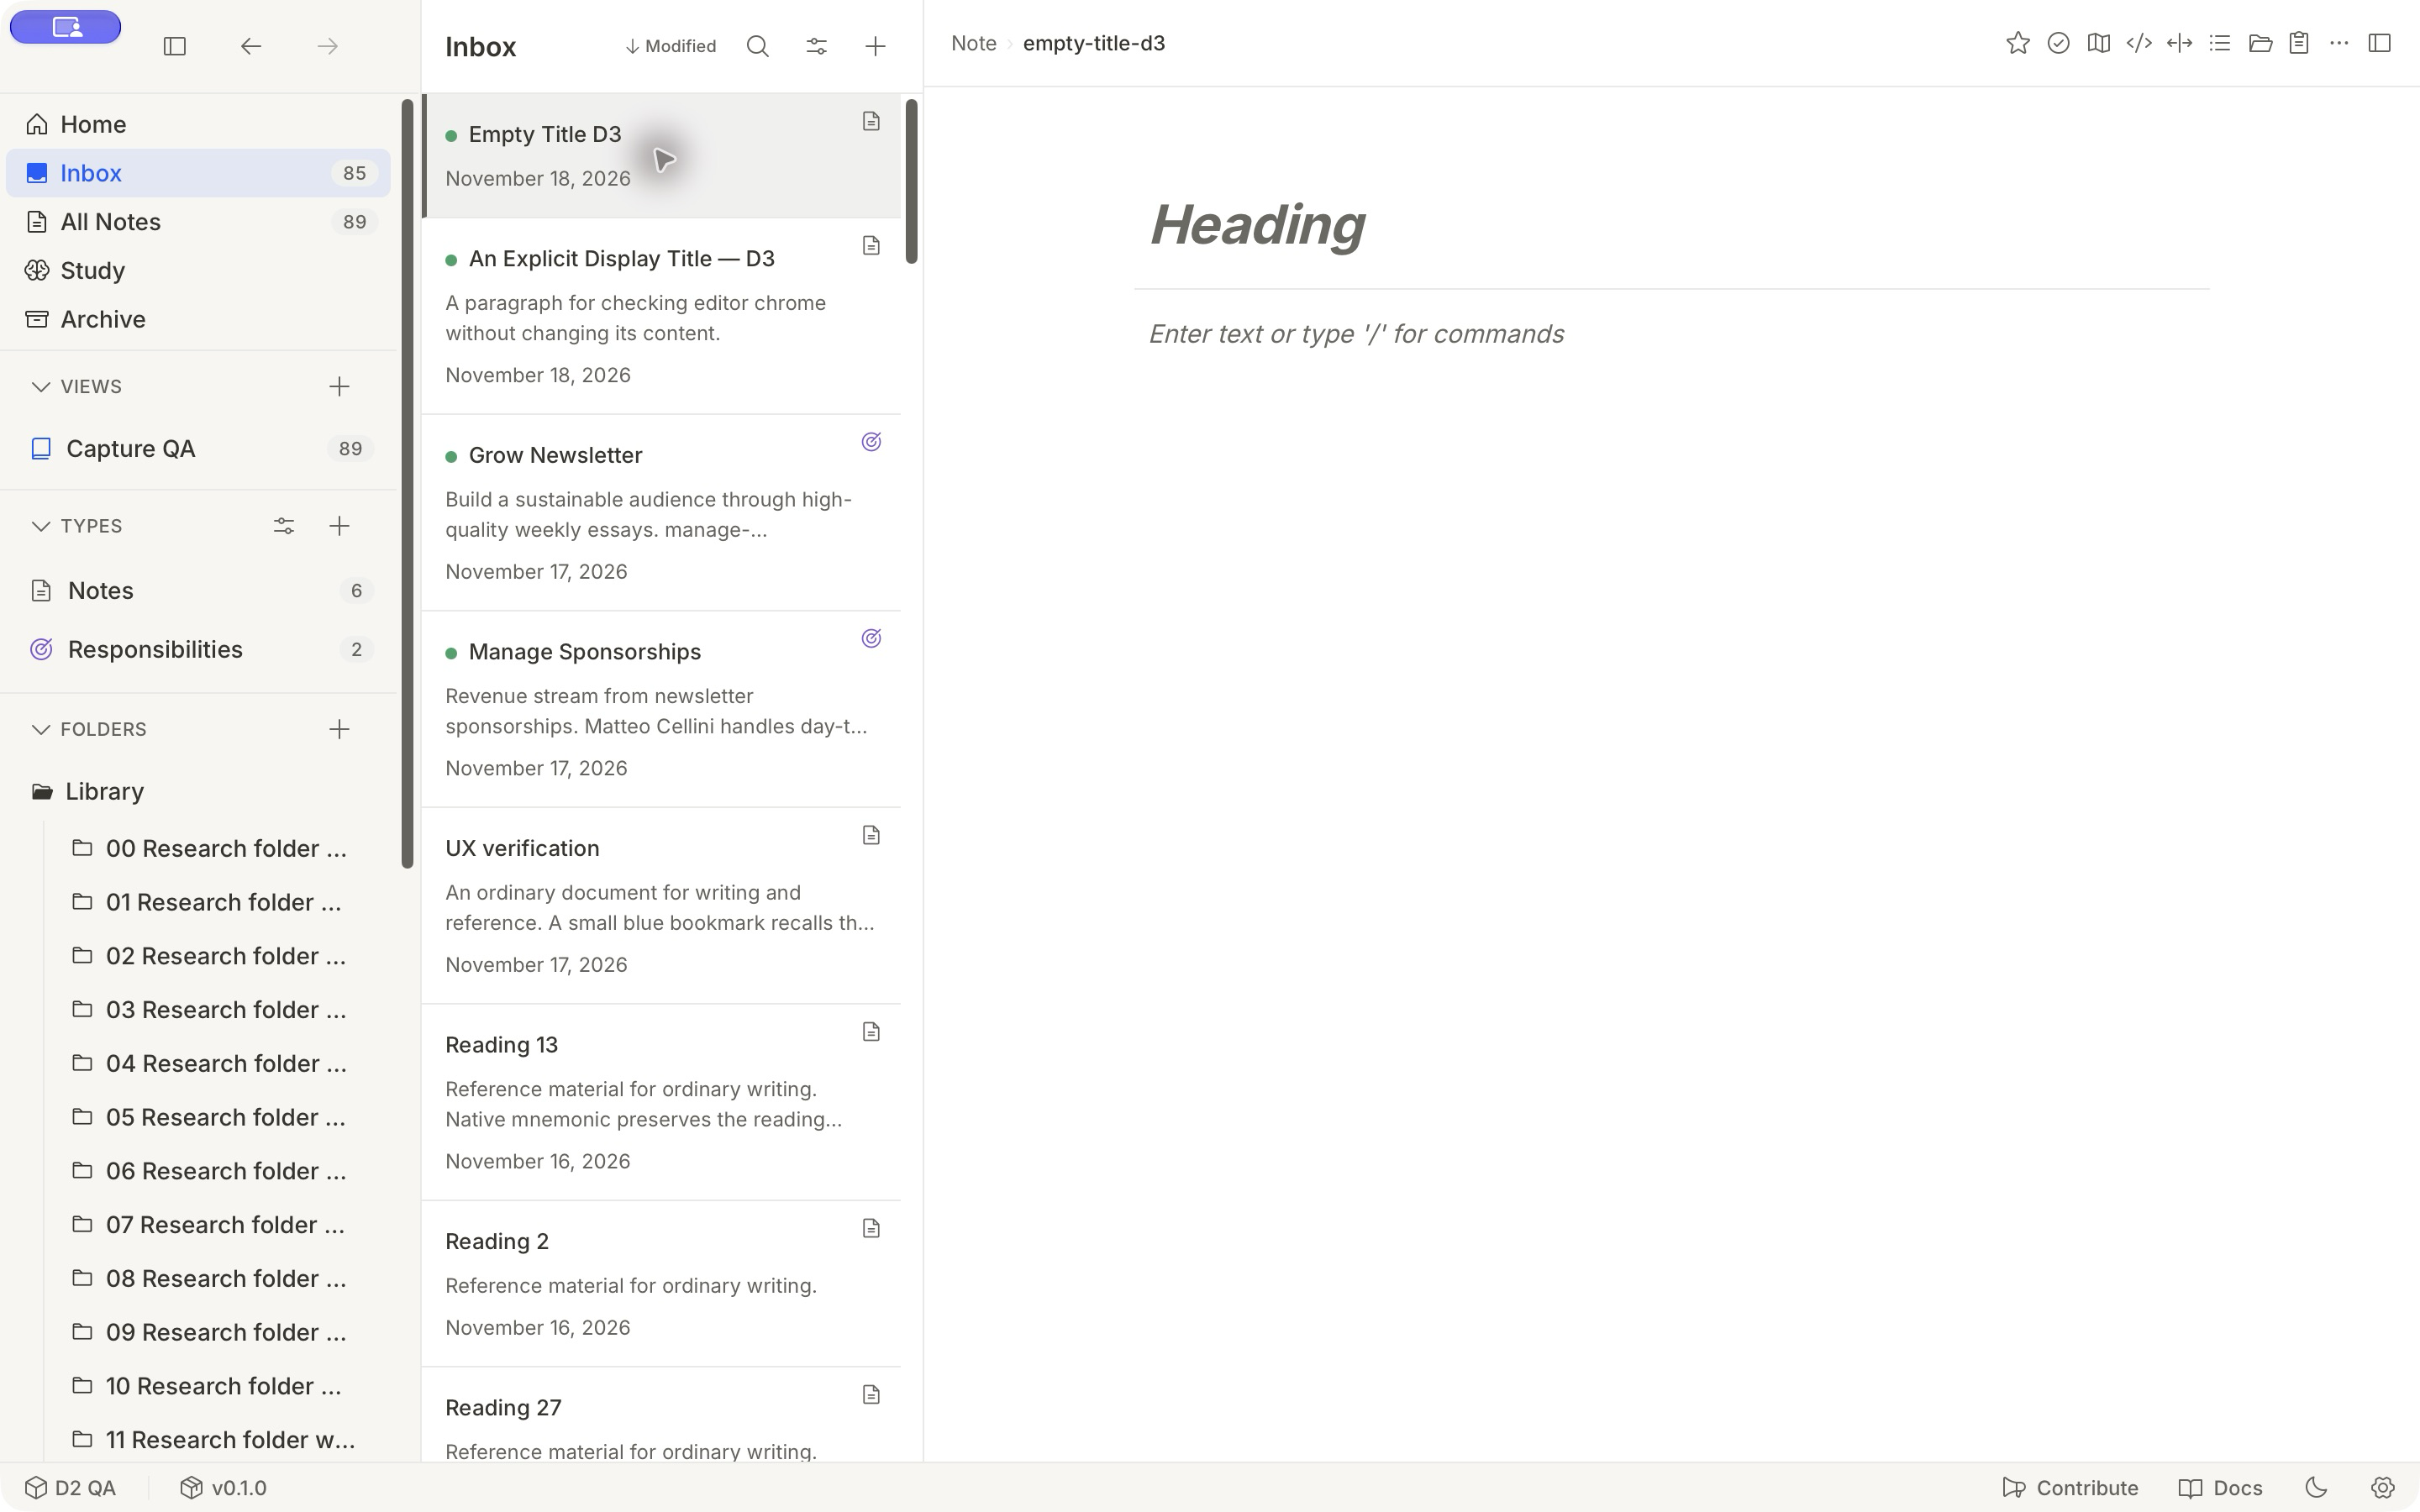 Home
Inbox 85
All Notes 89
Study
Archive
VIEWS
Capture QA 89
TYPES
Notes 6
Responsibilities 2
FOLDERS
Library
00 Research folder ...
01 Research folder ...
02 Research folder ...
03 Research folder ...
04 Research folder ...
05 Research folder ...
06 Research folder ...
07 Research folder ...
08 Research folder ...
09 Research folder ...
10 Research folder ...
11 Research folder w...
Inbox
Modified
Empty Title D3
November 18, 2026
An Explicit Display Title — D3
A paragraph for checking editor chrome
without changing its content.
November 18, 2026
Grow Newsletter
Build a sustainable audience through high-
quality weekly essays. manage-...
November 17, 2026
Manage Sponsorships
Revenue stream from newsletter
sponsorships. Matteo Cellini handles day-t...
November 17, 2026
UX verification
An ordinary document for writing and
reference. A small blue bookmark recalls th...
November 17, 2026
Reading 13
Reference material for ordinary writing.
Native mnemonic preserves the reading...
November 16, 2026
Reading 2
Reference material for ordinary writing.
November 16, 2026
Reading 27
Reference material for ordinary writing.
Note › empty-title-d3
Heading
Enter text or type '/' for commands
D2 QA
v0.1.0
Contribute
Docs